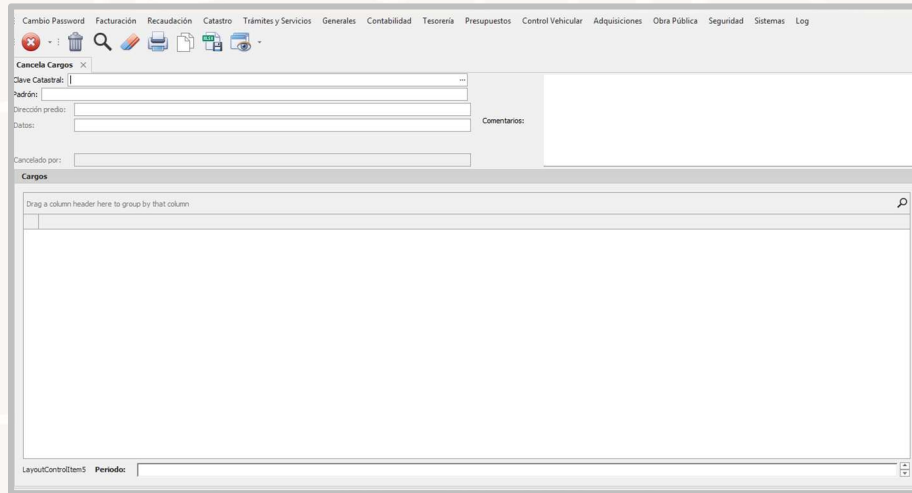 Cambio Password Facturación Recaudación Catastro Trámites y Servicios Generales Contabilidad Tesorería Presupuestos Control Vehicular Adquisiciones Obra Pública Seguridad Sistemas Log
Cancela Cargos
Clave Catastral: ...
Padrón:
Dirección predio:
Datos:
Comentarios:
Cancelado por:
Cargos
Drag a column header here to group by that column
LayoutControlItem5 Periodo: